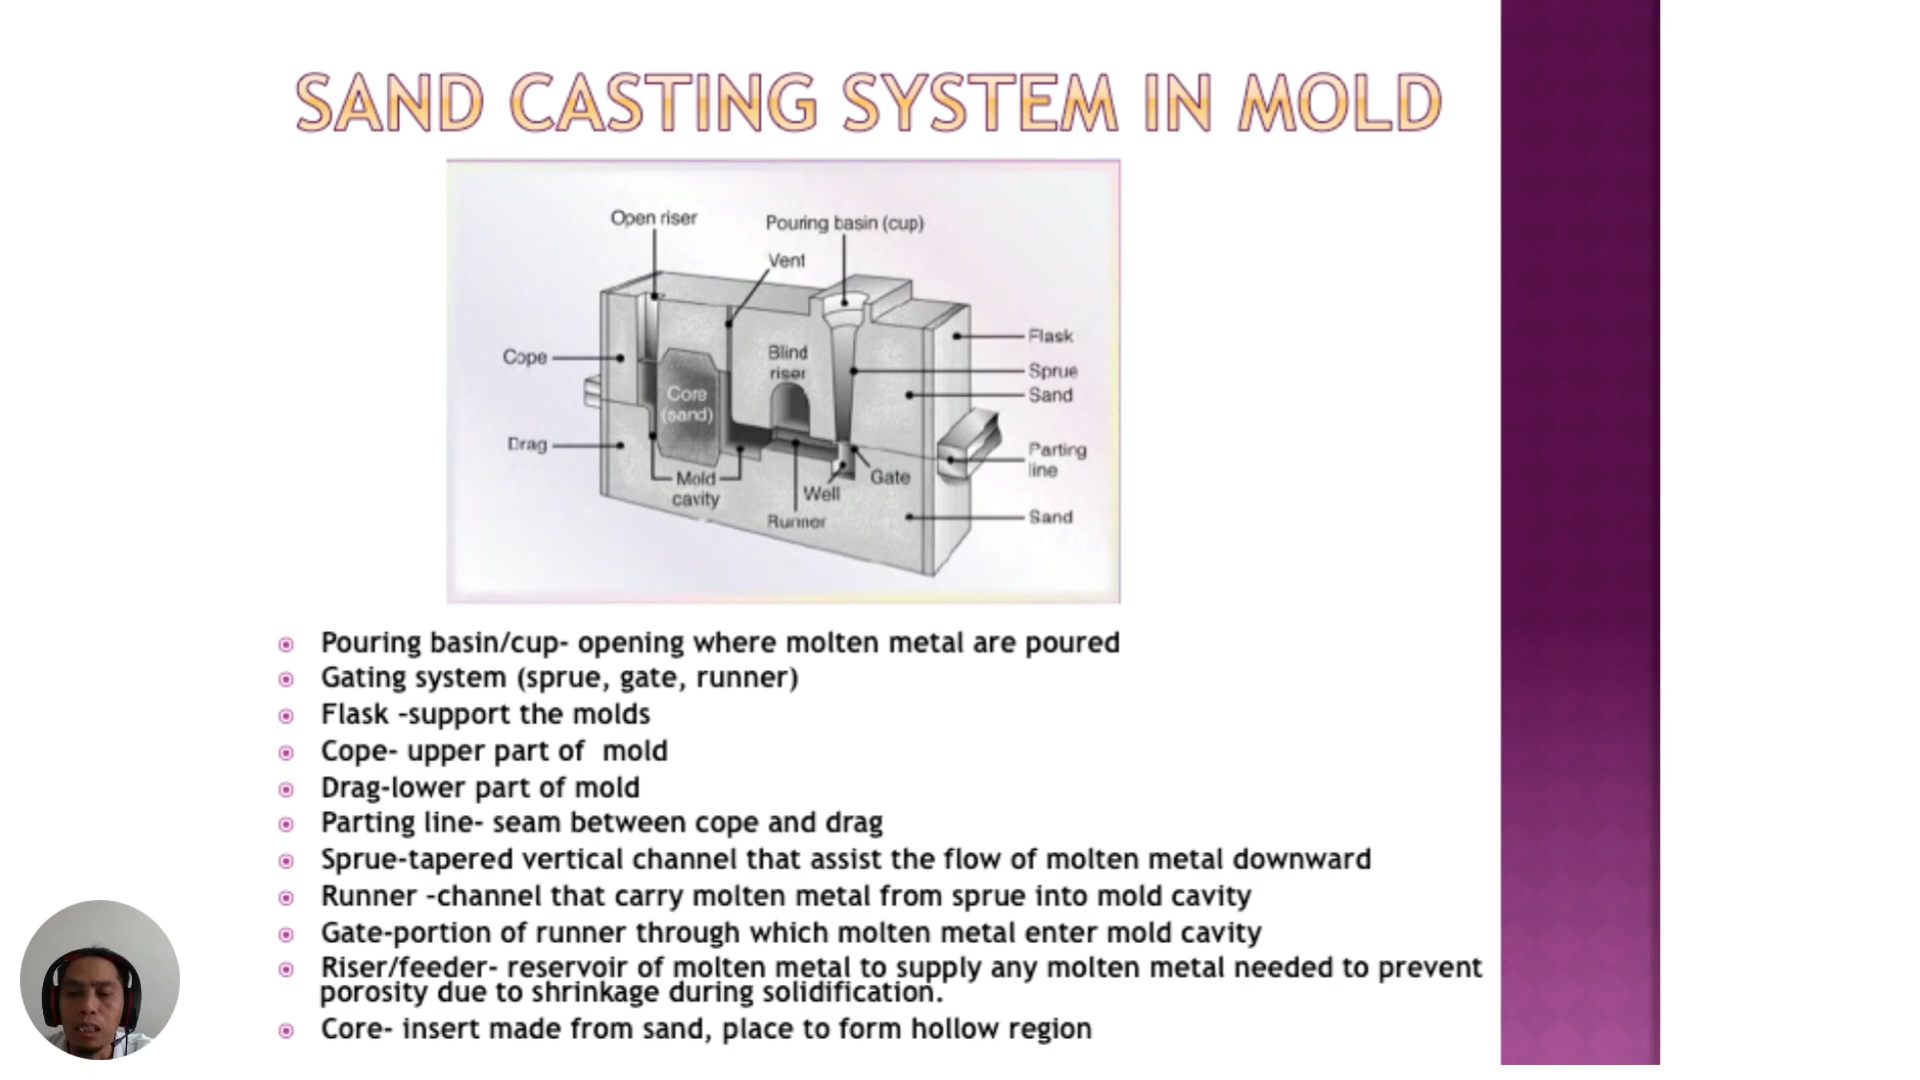 SAND CASTING SYSTEM IN MOLD
Open riser
Pouring basin (cup)
Vent
Flask
Cope
Blind
riser
Sprue
Core
(sand)
Sand
Drag
Parting
line
Mold
cavity
Well
Gate
Runner
Sand
Pouring basin/cup- opening where molten metal are poured
Gating system (sprue, gate, runner)
Flask -support the molds
Cope- upper part of mold
Drag-lower part of mold
Parting line- seam between cope and drag
Sprue-tapered vertical channel that assist the flow of molten metal downward
Runner -channel that carry molten metal from sprue into mold cavity
Gate-portion of runner through which molten metal enter mold cavity
Riser/feeder- reservoir of molten metal to supply any molten metal needed to prevent
porosity due to shrinkage during solidification.
Core- insert made from sand, place to form hollow region